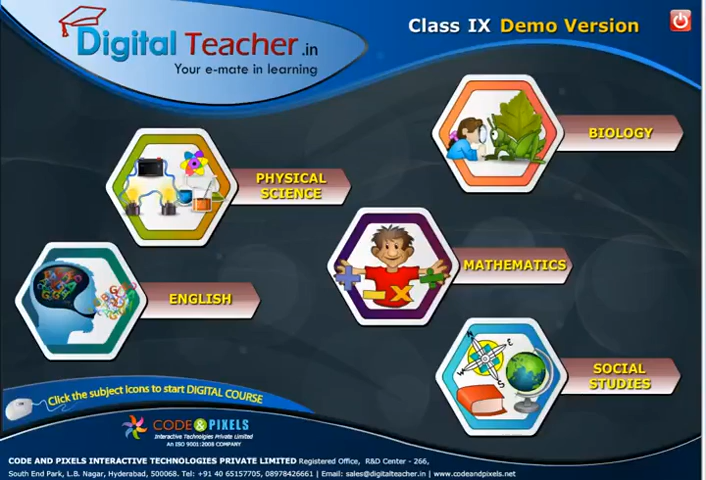 Digital Teacher.in
Your e-mate in learning
Class IX Demo Version
BIOLOGY
PHYSICAL
SCIENCE
MATHEMATICS
ENGLISH
SOCIAL
STUDIES
Click the subject icons to start DIGITAL COURSE
CODE & PIXELS
Interactive Technologies Private Limited
An ISO 9001:2008 COMPANY
CODE AND PIXELS INTERACTIVE TECHNOLOGIES PRIVATE LIMITED Registered Office, R&D Center - 266,
South End Park, L.B. Nagar, Hyderabad, 500068. Tel: +91 40 65157705, 08978426661 | Email: sales@digitalteacher.in | www.codeandpixels.net